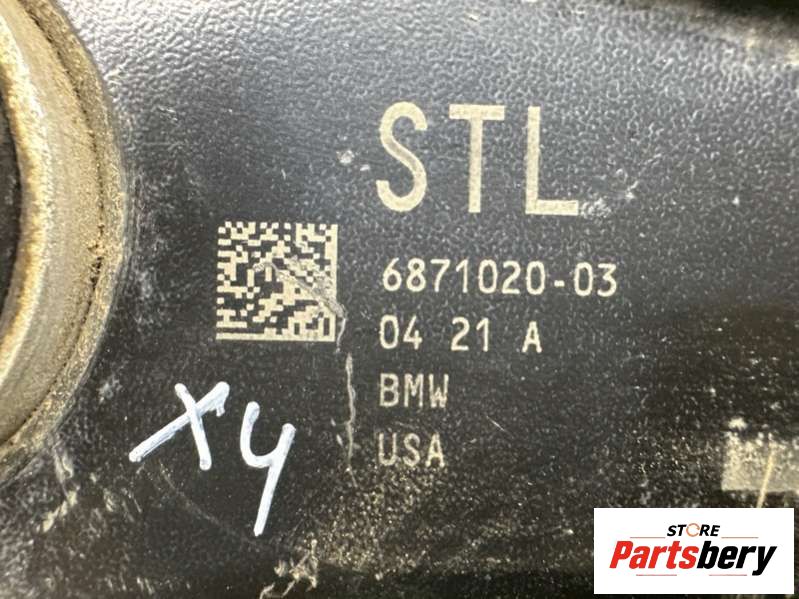 STL
6871020-03
04 21 A
BMW
USA
X4
STORE
Partsbery